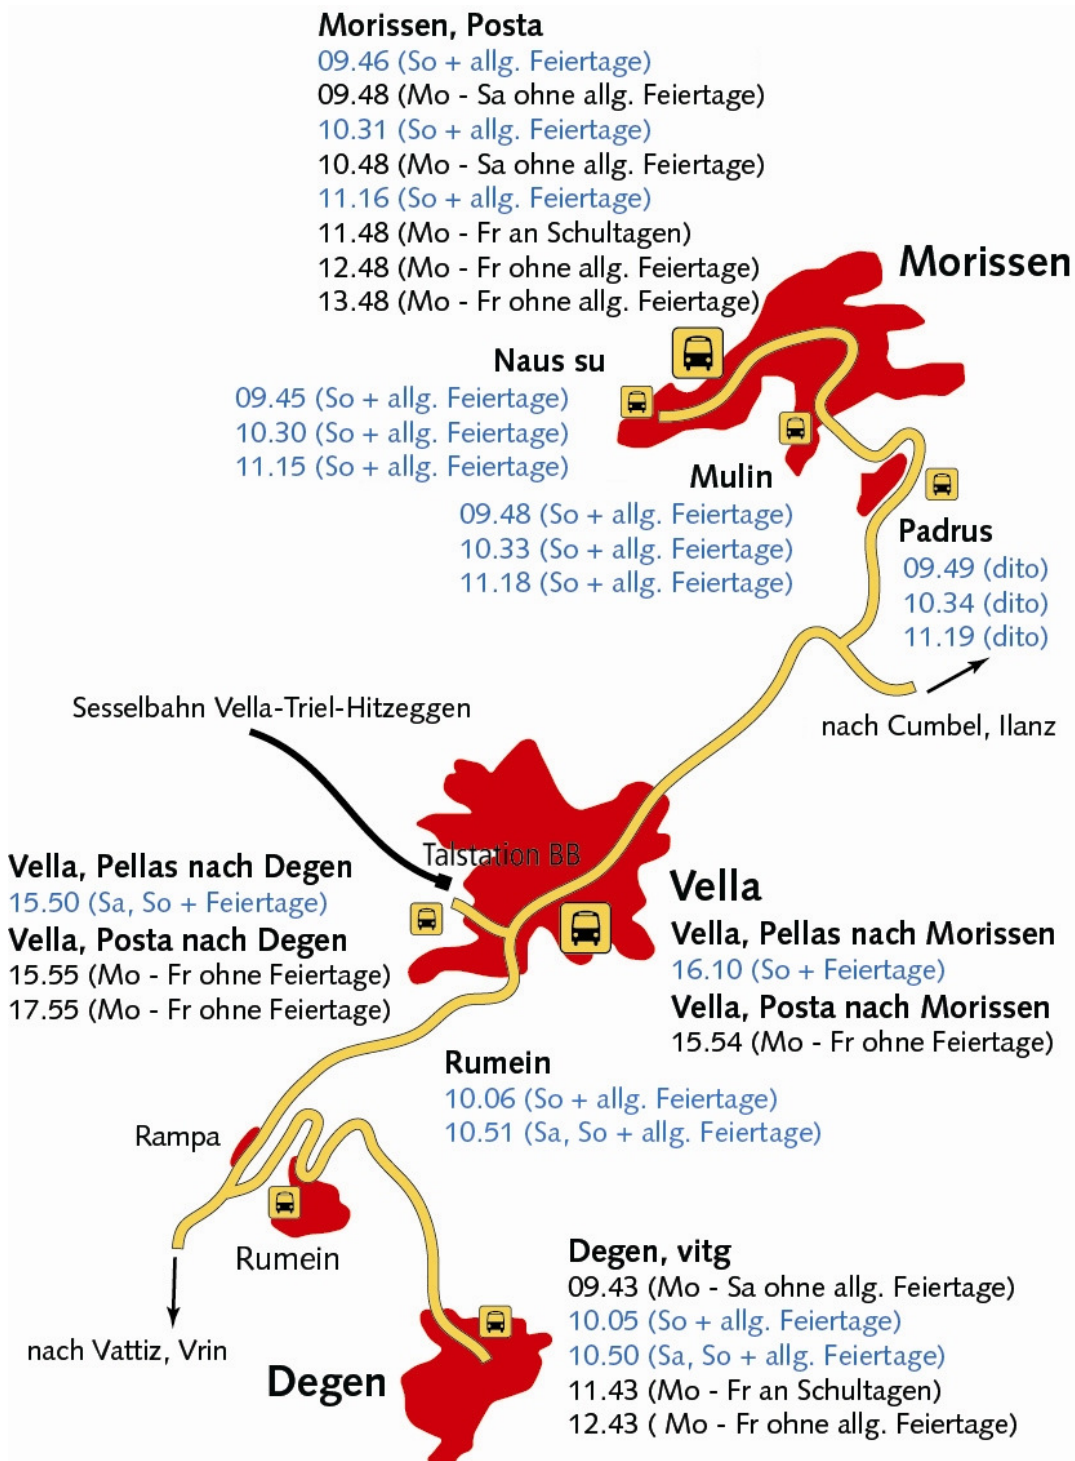 Morissen, Posta
09.46 (So + allg. Feiertage)
09.48 (Mo - Sa ohne allg. Feiertage)
10.31 (So + allg. Feiertage)
10.48 (Mo - Sa ohne allg. Feiertage)
11.16 (So + allg. Feiertage)
11.48 (Mo - Fr an Schultagen)
12.48 (Mo - Fr ohne allg. Feiertage)
13.48 (Mo - Fr ohne allg. Feiertage)
Morissen
Naus su
09.45 (So + allg. Feiertage)
10.30 (So + allg. Feiertage)
11.15 (So + allg. Feiertage)
Mulin
09.48 (So + allg. Feiertage)
10.33 (So + allg. Feiertage)
11.18 (So + allg. Feiertage)
Padrus
09.49 (dito)
10.34 (dito)
11.19 (dito)
nach Cumbel, Ilanz
Sesselbahn Vella-Triel-Hitzeggen
Talstation BB
Vella, Pellas nach Degen
15.50 (Sa, So + Feiertage)
Vella, Posta nach Degen
15.55 (Mo - Fr ohne Feiertage)
17.55 (Mo - Fr ohne Feiertage)
Vella
Vella, Pellas nach Morissen
16.10 (So + Feiertage)
Vella, Posta nach Morissen
15.54 (Mo - Fr ohne Feiertage)
Rumein
10.06 (So + allg. Feiertage)
10.51 (Sa, So + allg. Feiertage)
Rampa
Rumein
nach Vattiz, Vrin
Degen
Degen, vitg
09.43 (Mo - Sa ohne allg. Feiertage)
10.05 (So + allg. Feiertage)
10.50 (Sa, So + allg. Feiertage)
11.43 (Mo - Fr an Schultagen)
12.43 ( Mo - Fr ohne allg. Feiertage)